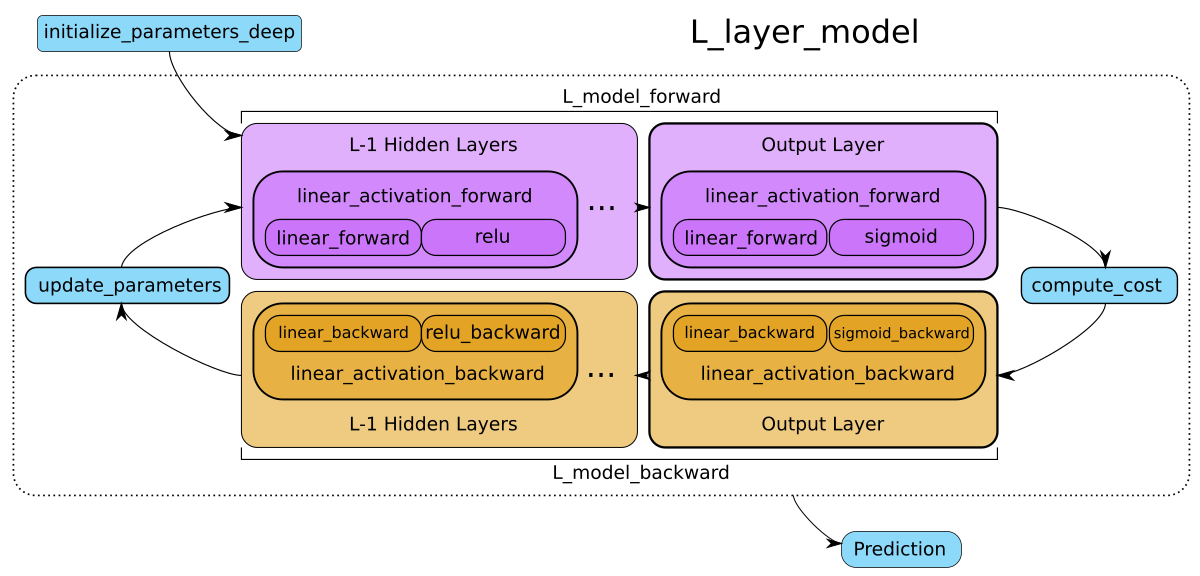 initialize_parameters_deep
L_layer_model
L_model_forward
L-1 Hidden Layers
linear_activation_forward
linear_forward
relu
...
Output Layer
linear_activation_forward
linear_forward
sigmoid
update_parameters
compute_cost
linear_backward
relu_backward
linear_activation_backward
...
L-1 Hidden Layers
linear_backward
sigmoid_backward
linear_activation_backward
Output Layer
L_model_backward
Prediction